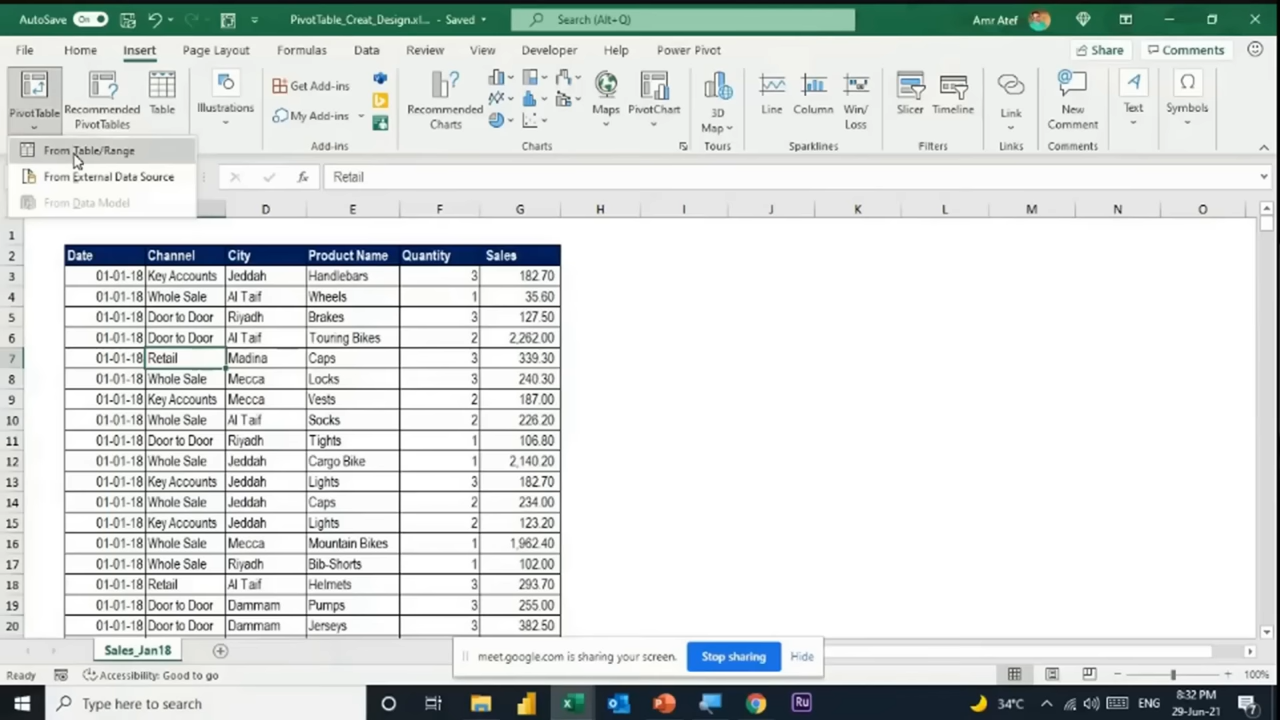 AutoSave On PivotTable_Creat_Design.xl... - Saved Search (Alt+Q) Amr Atef
File Home Insert Page Layout Formulas Data Review View Developer Help Power Pivot Share Comments
PivotTable Recommended PivotTables Table Illustrations Get Add-ins My Add-ins Recommended Charts Maps PivotChart 3D Map Line Column Win/Loss Slicer Timeline Link New Comment Text Symbols
Add-ins Charts Tours Sparklines Filters Links Comments
From Table/Range
From External Data Source
From Data Model
fx Retail
D E F G H I J K L M N O
1
2 Date Channel City Product Name Quantity Sales
3 01-01-18 Key Accounts Jeddah Handlebars 3 182.70
4 01-01-18 Whole Sale Al Taif Wheels 1 35.60
5 01-01-18 Door to Door Riyadh Brakes 3 127.50
6 01-01-18 Door to Door Al Taif Touring Bikes 2 2,262.00
7 01-01-18 Retail Madina Caps 3 339.30
8 01-01-18 Whole Sale Mecca Locks 3 240.30
9 01-01-18 Key Accounts Mecca Vests 2 187.00
10 01-01-18 Whole Sale Al Taif Socks 2 226.20
11 01-01-18 Door to Door Riyadh Tights 1 106.80
12 01-01-18 Whole Sale Jeddah Cargo Bike 1 2,140.20
13 01-01-18 Key Accounts Jeddah Lights 3 182.70
14 01-01-18 Whole Sale Jeddah Caps 2 234.00
15 01-01-18 Key Accounts Jeddah Lights 2 123.20
16 01-01-18 Whole Sale Mecca Mountain Bikes 1 1,962.40
17 01-01-18 Whole Sale Riyadh Bib-Shorts 1 102.00
18 01-01-18 Retail Al Taif Helmets 3 293.70
19 01-01-18 Door to Door Dammam Pumps 3 255.00
20 01-01-18 Door to Door Dammam Jerseys 3 382.50
Sales_Jan18
meet.google.com is sharing your screen. Stop sharing Hide
Ready Accessibility: Good to go 100%
Type here to search Ru 34°C ENG 8:32 PM
29-Jun-21 7